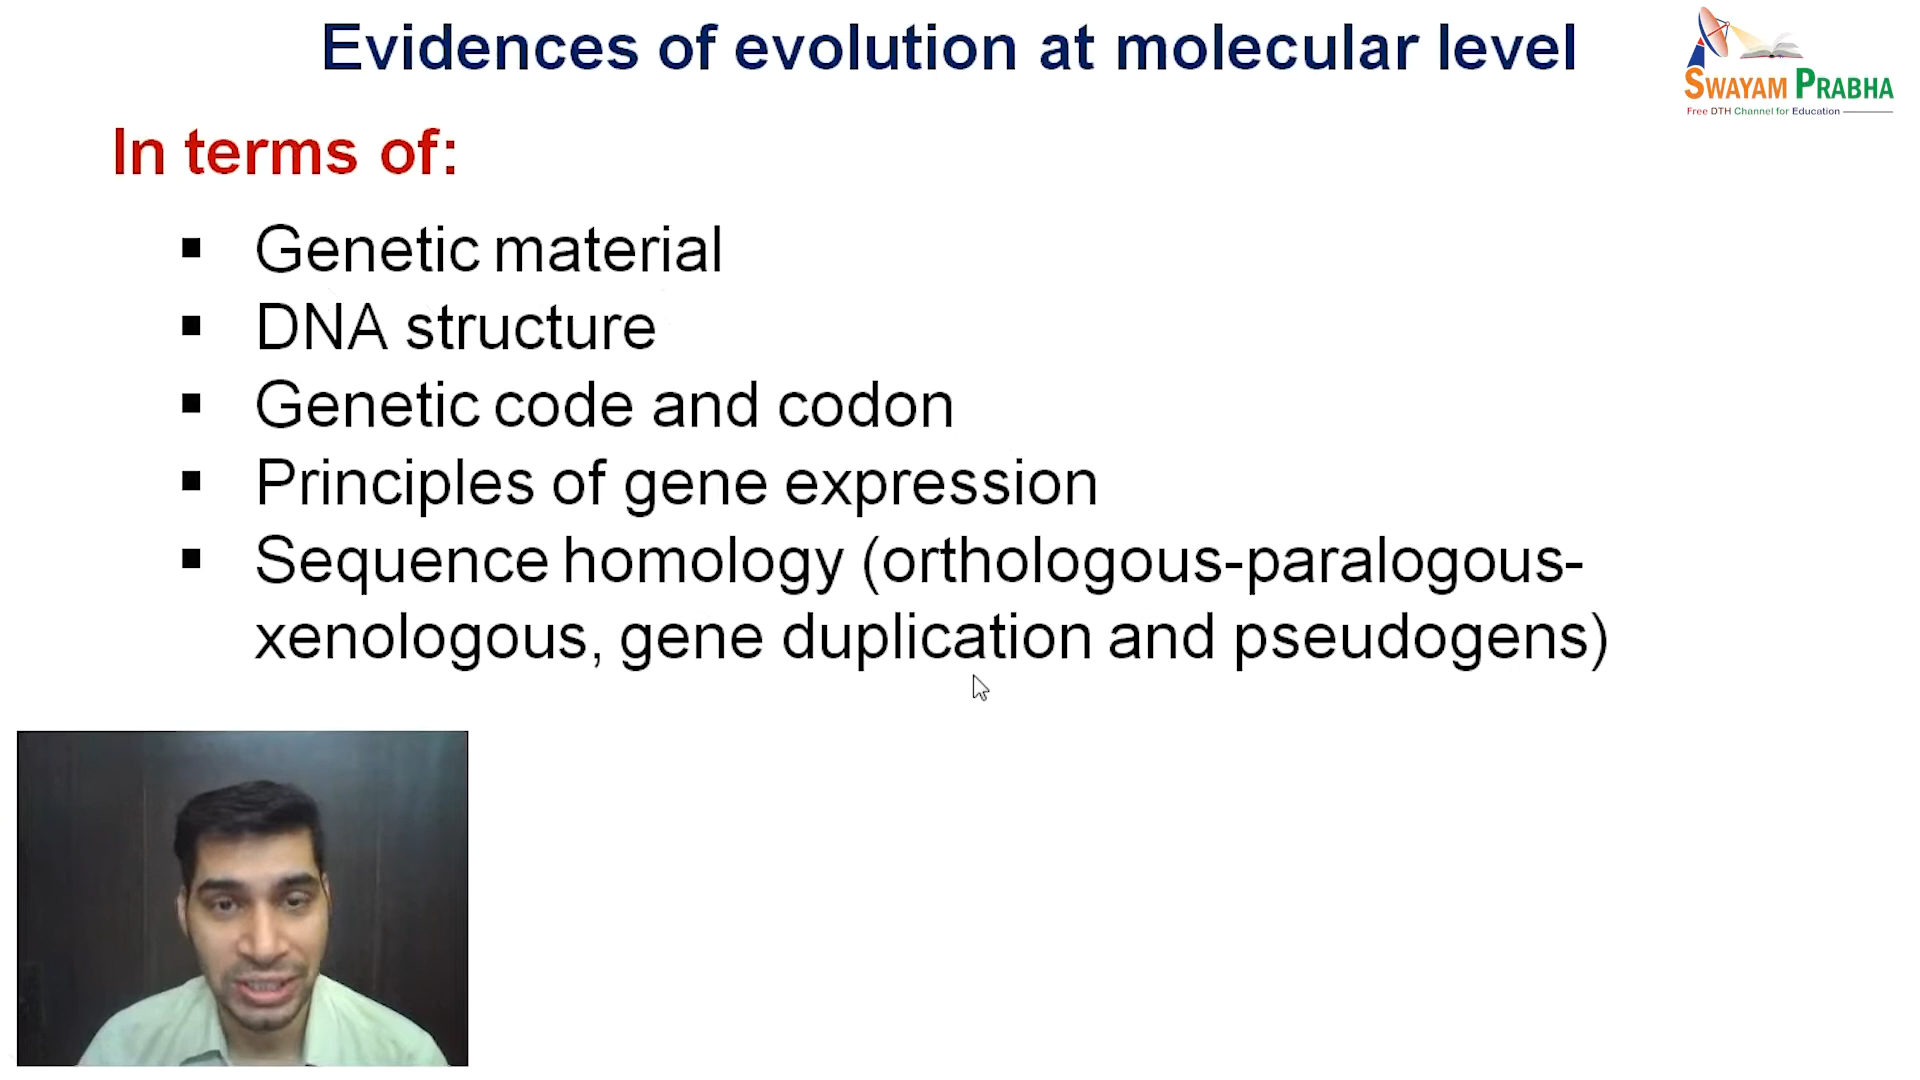 Evidences of evolution at molecular level
SWAYAM PRABHA
Free DTH Channel for Education
In terms of:
▪ Genetic material
▪ DNA structure
▪ Genetic code and codon
▪ Principles of gene expression
▪ Sequence homology (orthologous-paralogous-
xenologous, gene duplication and pseudogens)